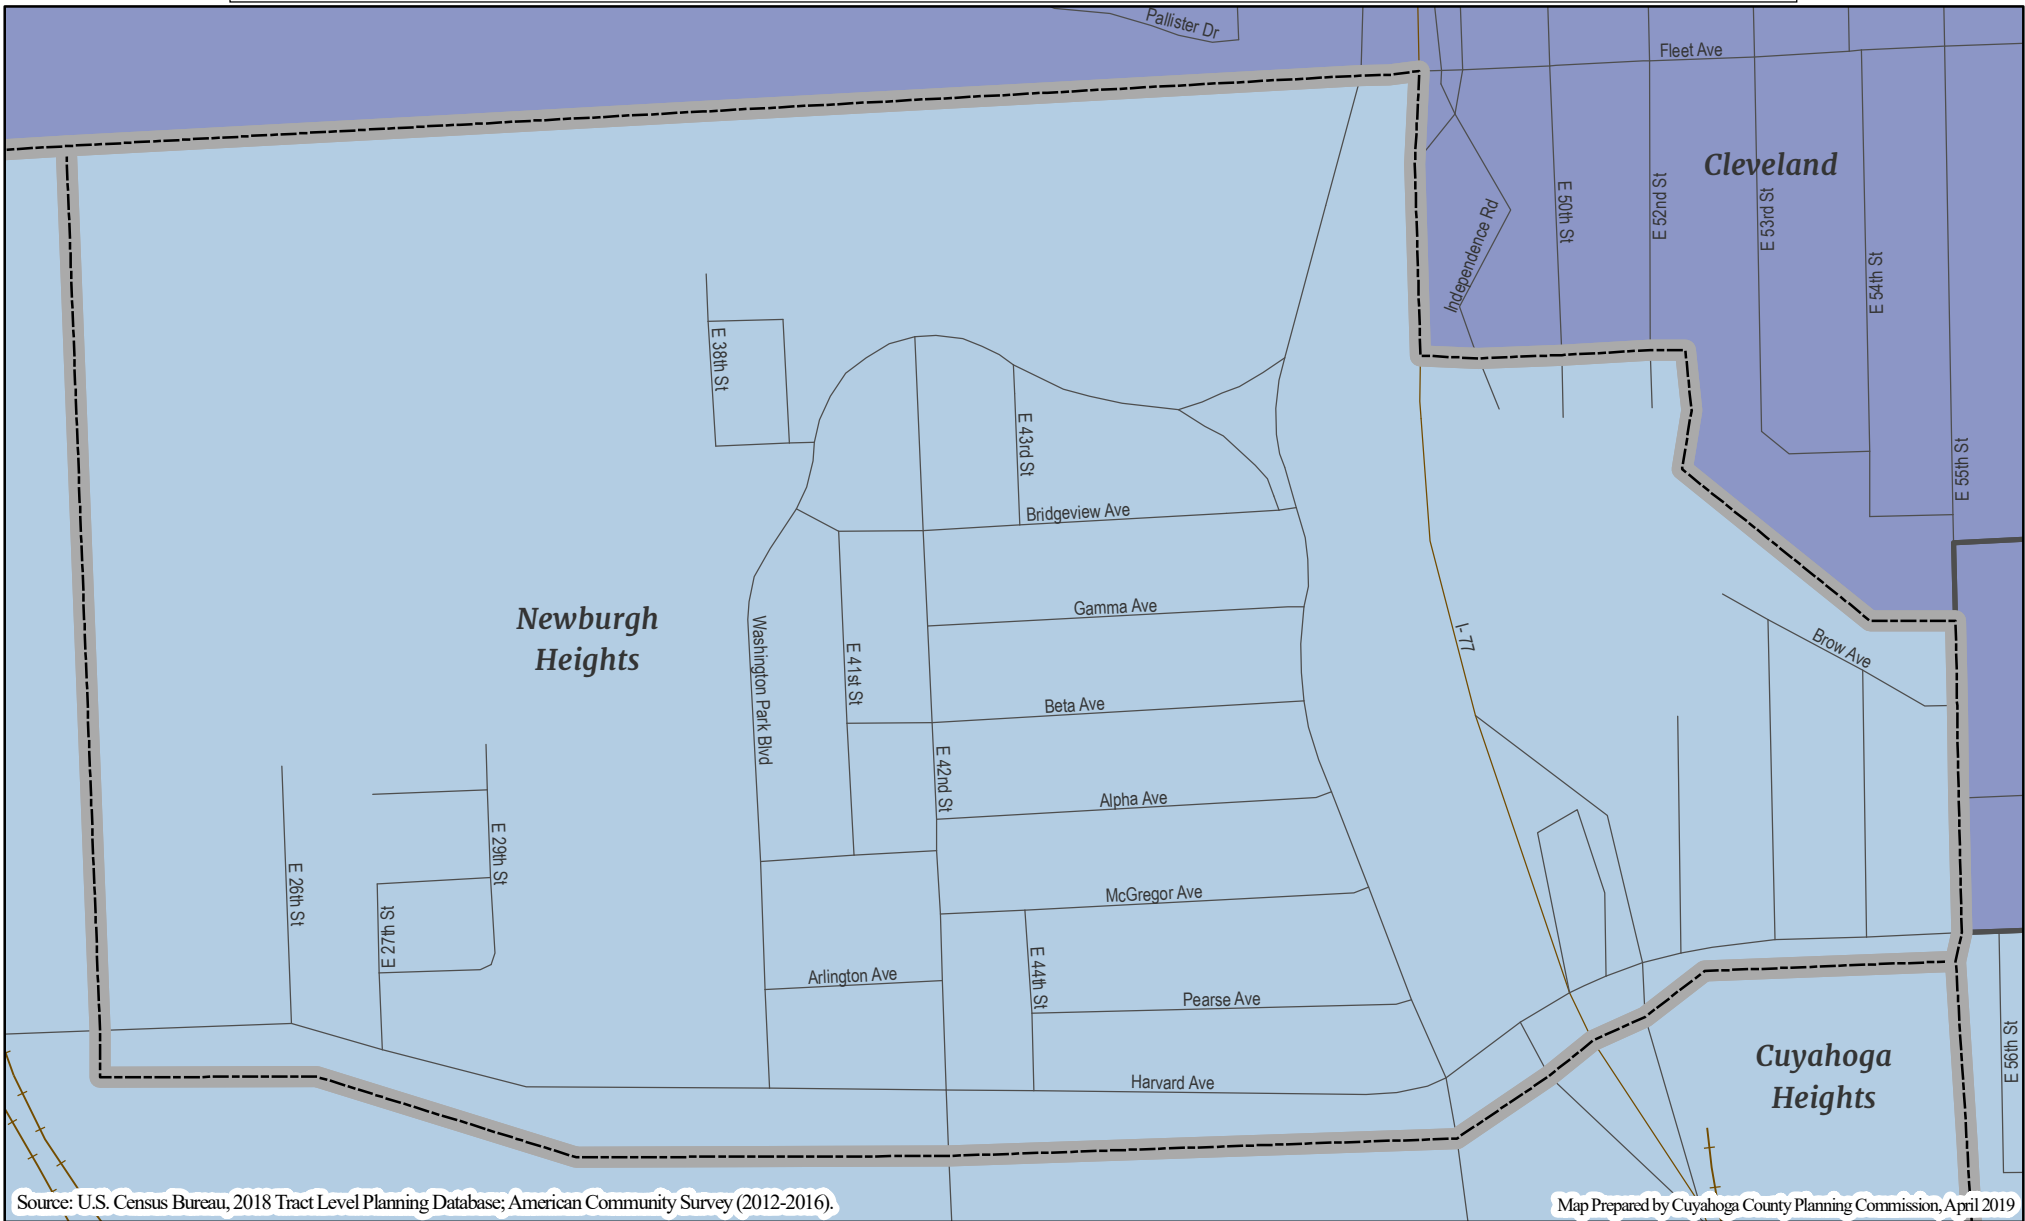 Pallister Dr
Fleet Ave
Cleveland
Independence Rd
E 50th St
E 52nd St
E 53rd St
E 54th St
E 55th St
E 38th St
E 43rd St
Bridgeview Ave
Newburgh
Heights
Washington Park Blvd
E 41st St
Gamma Ave
I- 77
Brow Ave
Beta Ave
E 42nd St
Alpha Ave
E 26th St
E 29th St
E 27th St
McGregor Ave
Arlington Ave
E 44th St
Pearse Ave
Harvard Ave
Cuyahoga
Heights
E 56th St
Source: U.S. Census Bureau, 2018 Tract Level Planning Database; American Community Survey (2012-2016).
Map Prepared by Cuyahoga County Planning Commission, April 2019